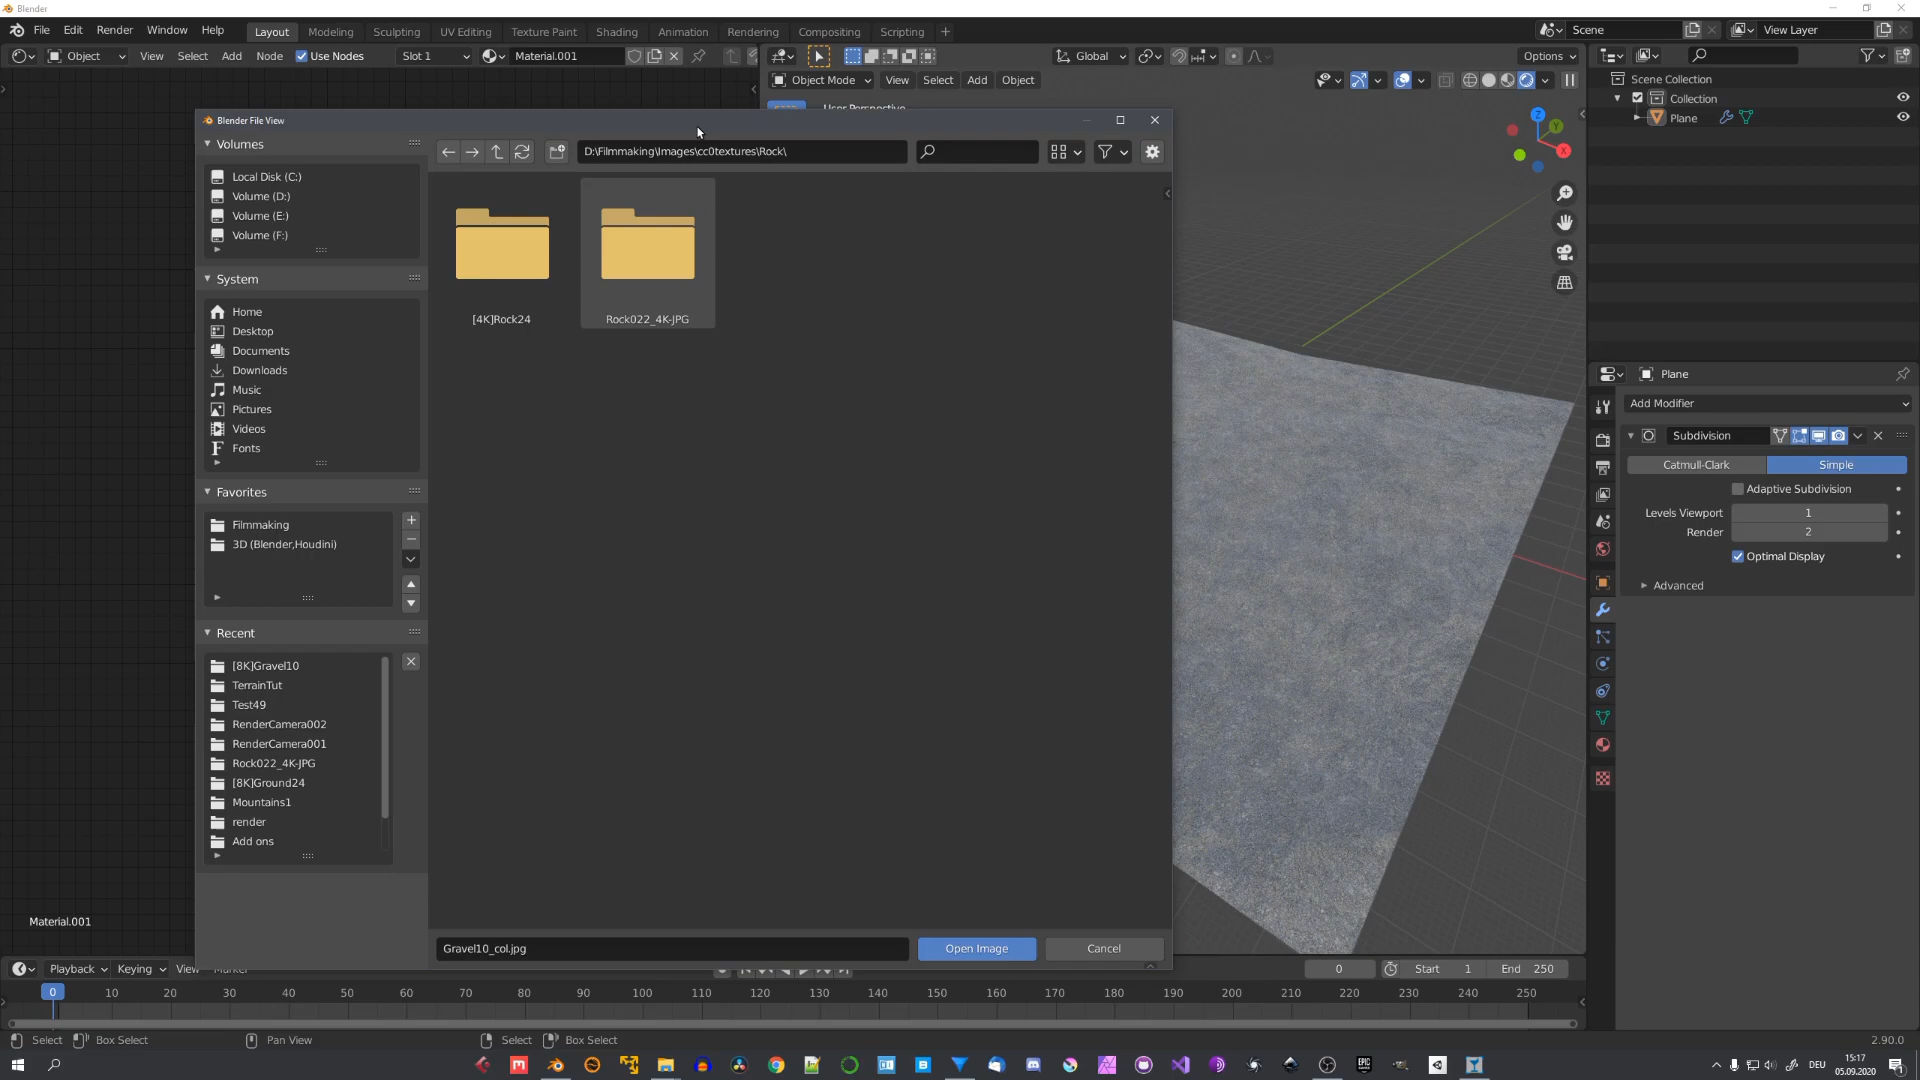 Blender
File Edit Render Window Help Layout Modeling Sculpting UV Editing Texture Paint Shading Animation Rendering Compositing Scripting + Scene View Layer
Object View Select Add Node Use Nodes Slot 1 Material.001 Global Options
Object Mode View Select Add Object
User Perspective
Scene Collection
Collection
Plane
Blender File View
Volumes
D:\Filmmaking\Images\cc0textures\Rock\
Local Disk (C:)
Volume (D:)
Volume (E:)
Volume (F:)
System
Home
Desktop
Documents
Downloads
Music
Pictures
Videos
Fonts
[4K]Rock24
Rock022_4K-JPG
Favorites
Filmmaking
3D (Blender,Houdini)
Recent
[8K]Gravel10
TerrainTut
Test49
RenderCamera002
RenderCamera001
Rock022_4K-JPG
[8K]Ground24
Mountains1
render
Add ons
Gravel10_col.jpg
Open Image
Cancel
Plane
Add Modifier
Subdivision
Catmull-Clark Simple
Adaptive Subdivision
Levels Viewport 1
Render 2
Optimal Display
Advanced
Material.001
Playback Keying View Marker 0 Start 1 End 250
0 10 20 30 40 50 60 70 80 90 100 110 120 130 140 150 160 170 180 190 200 210 220 230 240 250
Select Box Select Pan View Select Box Select 2.90.0
DEU 15:17
05.09.2020